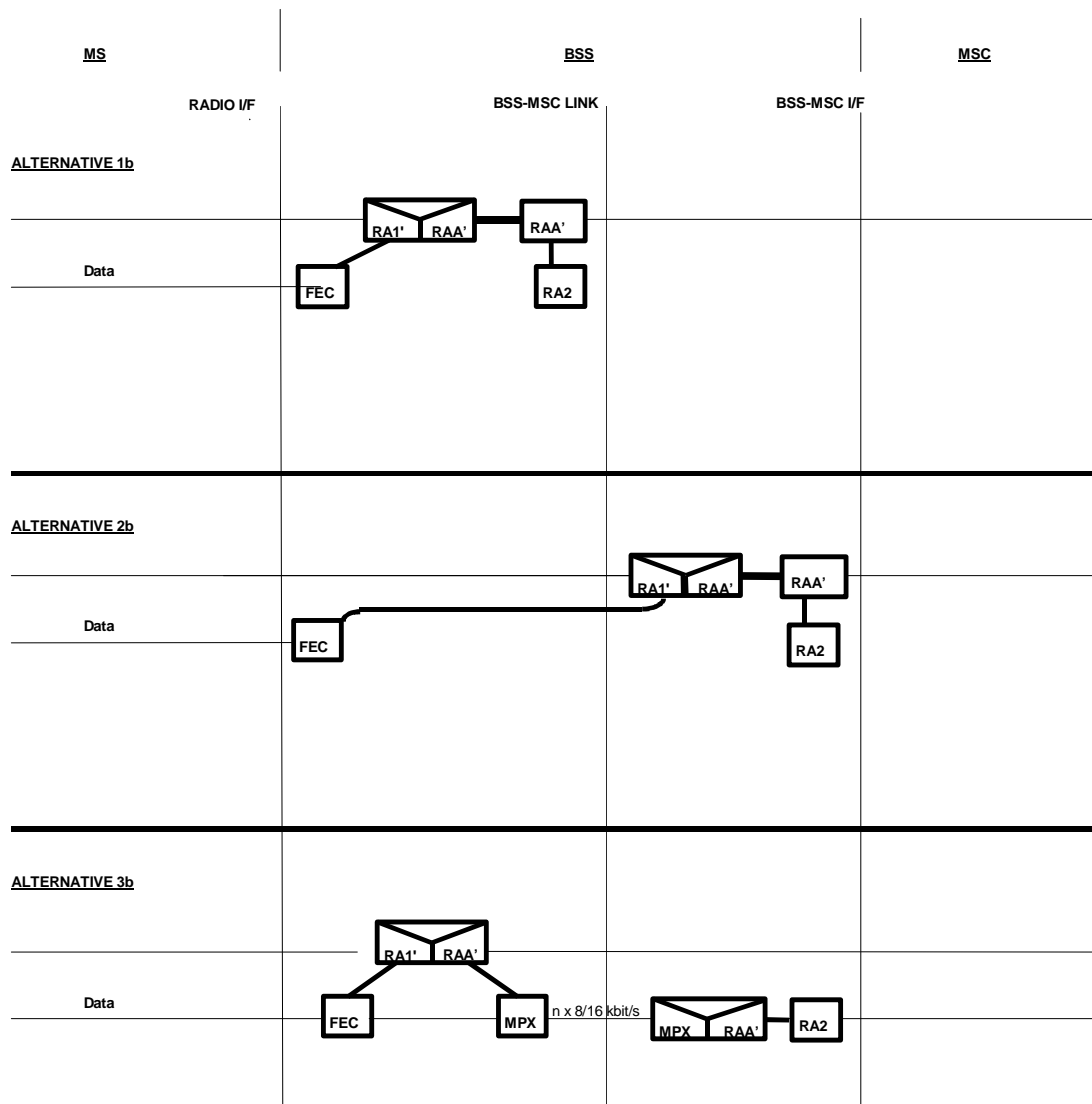 MS BSS MSC
RADIO I/F BSS-MSC LINK BSS-MSC I/F
ALTERNATIVE 1b
RA1' RAA' RAA'
Data FEC RA2
ALTERNATIVE 2b
RA1' RAA' RAA'
Data FEC RA2
ALTERNATIVE 3b
RA1' RAA'
Data FEC MPX n x 8/16 kbit/s MPX RAA' RA2